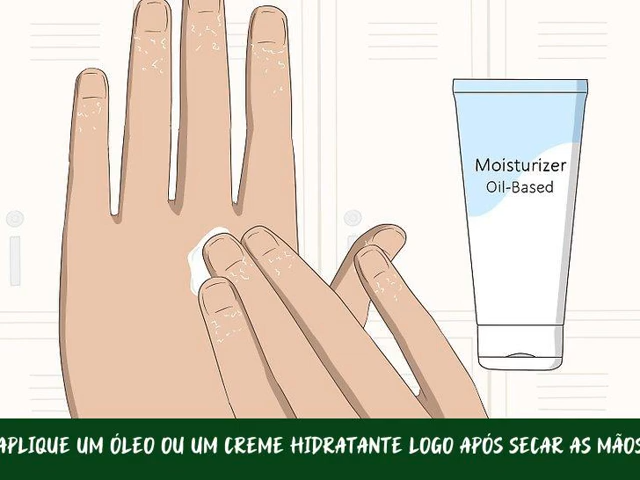 Moisturizer
Oil-Based
APLIQUE UM ÓLEO OU UM CREME HIDRATANTE LOGO APÓS SECAR AS MÃOS